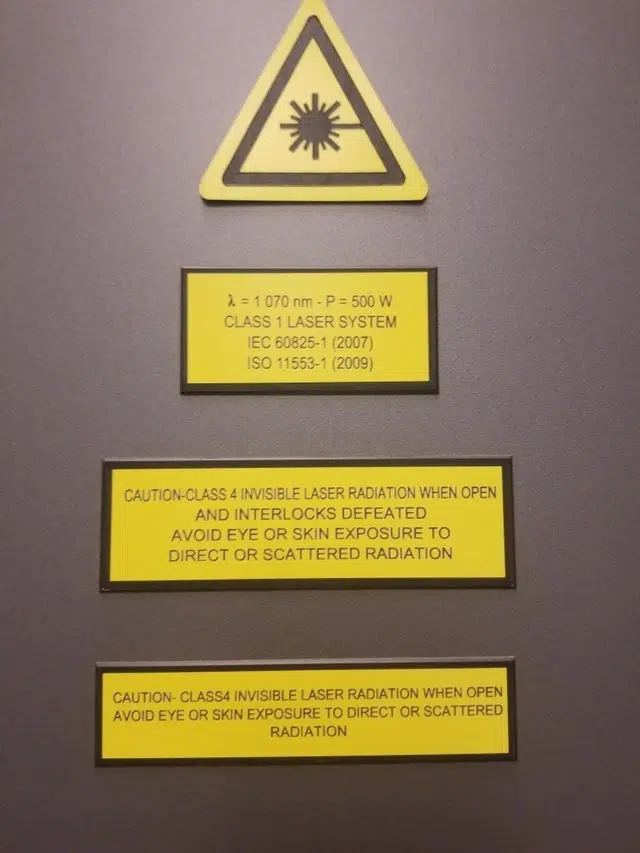 λ = 1 070 nm - P = 500 W
CLASS 1 LASER SYSTEM
IEC 60825-1 (2007)
ISO 11553-1 (2009)
CAUTION-CLASS 4 INVISIBLE LASER RADIATION WHEN OPEN
AND INTERLOCKS DEFEATED
AVOID EYE OR SKIN EXPOSURE TO
DIRECT OR SCATTERED RADIATION
CAUTION- CLASS4 INVISIBLE LASER RADIATION WHEN OPEN
AVOID EYE OR SKIN EXPOSURE TO DIRECT OR SCATTERED
RADIATION